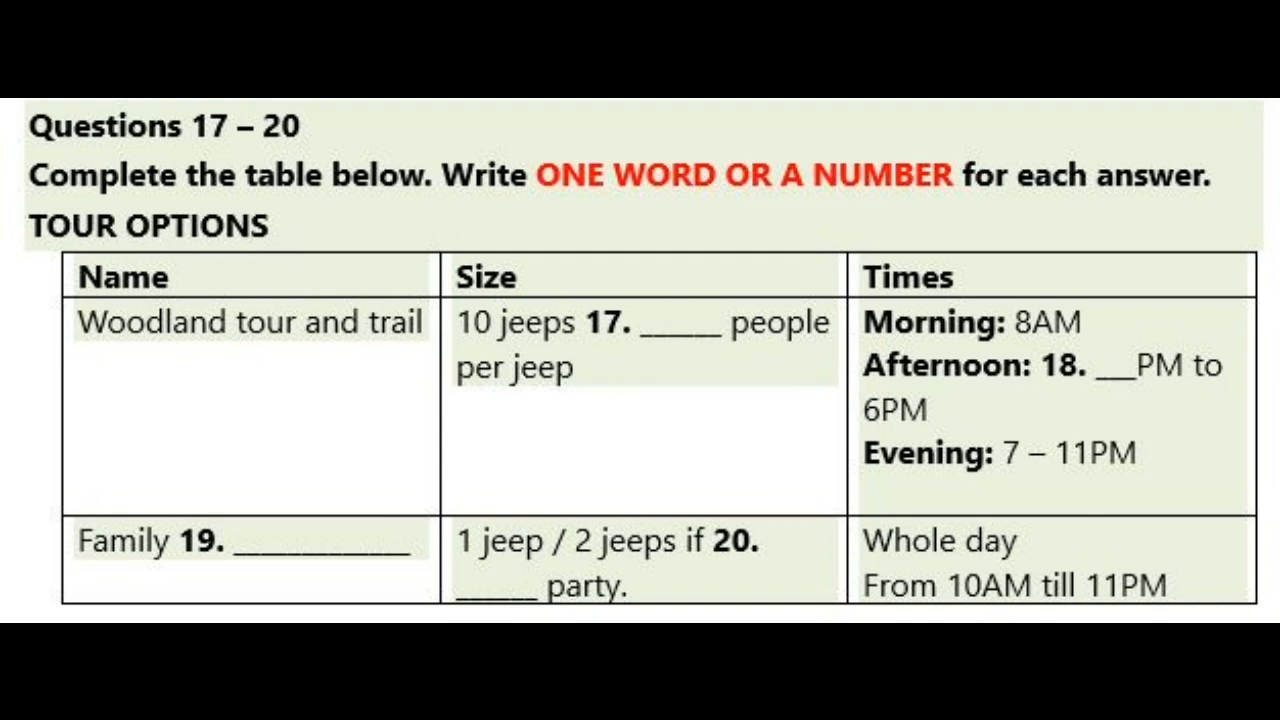 Questions 17 – 20
Complete the table below. Write ONE WORD OR A NUMBER for each answer.
TOUR OPTIONS
Name Size Times
Woodland tour and trail
10 jeeps 17. ______ people
per jeep
Morning: 8AM
Afternoon: 18. ___PM to
6PM
Evening: 7 – 11PM
Family 19. _____________
1 jeep / 2 jeeps if 20.
______ party.
Whole day
From 10AM till 11PM